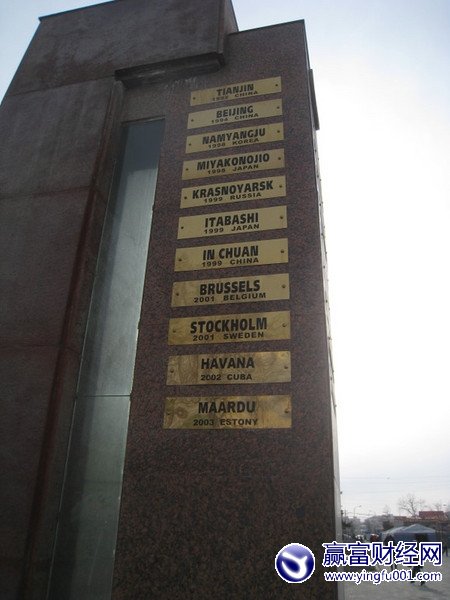 TIANJIN
1992 CHINA
BEIJING
1994 CHINA
NAMYANGJU
1998 KOREA
MIYAKONOJIO
1998 JAPAN
KRASNOYARSK
1999 RUSSIA
ITABASHI
1999 JAPAN
IN CHUAN
1999 CHINA
BRUSSELS
2001 BELGIUM
STOCKHOLM
2001 SWEDEN
HAVANA
2002 CUBA
MAARDU
2003 ESTONY
赢富财经网
www.yingfu001.com